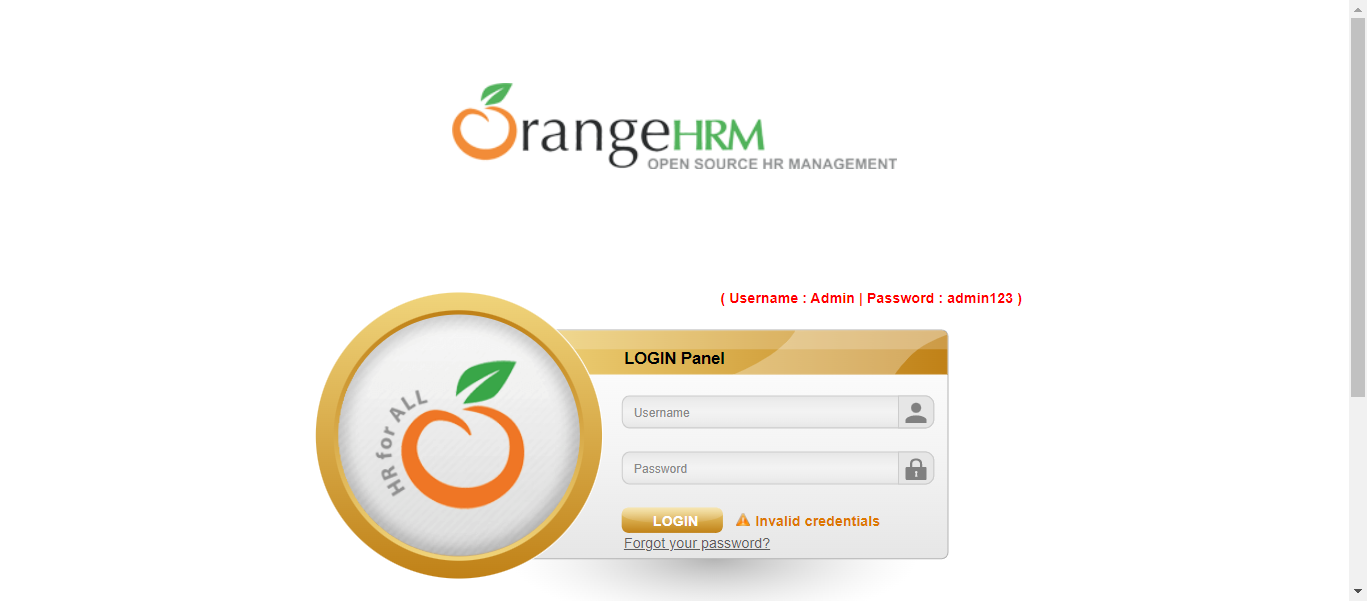 OrangeHRM
OPEN SOURCE HR MANAGEMENT
( Username : Admin | Password : admin123 )
HR for ALL
LOGIN Panel
Username
Password
LOGIN
Invalid credentials
Forgot your password?